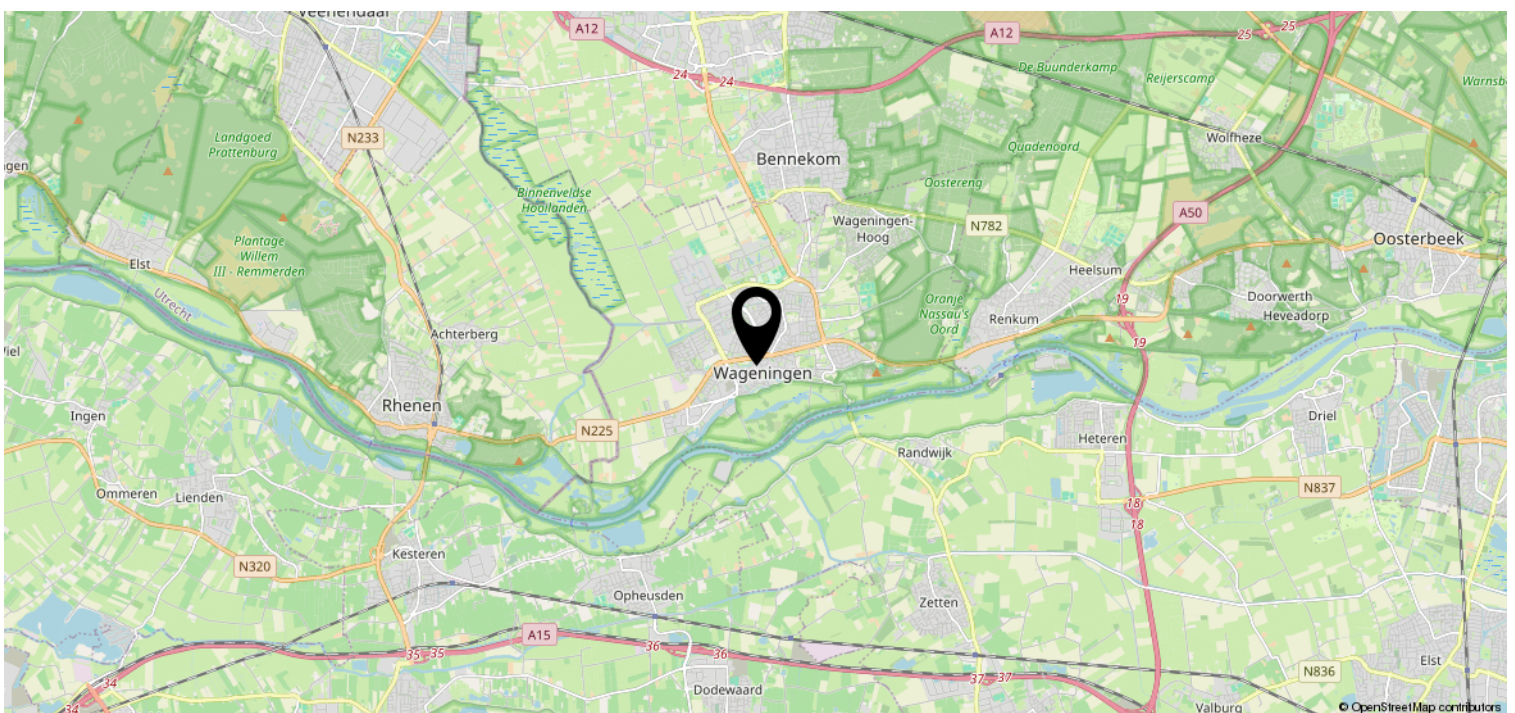 Veenendaal
A12
A12
25
25
24
24
De Buunderkamp
Reijerscamp
Warnsb
N233
Landgoed
Prattenburg
Wolfheze
Quadenoord
Bennekom
gen
Oostereng
Binnenveldse
Hooilanden
A50
Wageningen-
Hoog
N782
Oosterbeek
Plantage
Willem
III - Remmerden
Elst
Heelsum
Utrecht
19
Doorwerth
Heveadorp
Oranje
Nassau's
Oord
Renkum
Achterberg
19
iel
Wageningen
Rhenen
Ingen
N225
Driel
Heteren
Randwijk
Ommeren
Lienden
N837
18
18
Kesteren
N320
Opheusden
Zetten
A15
35
35
36
36
Elst
N836
37
37
34
34
Dodewaard
Valburg
© OpenStreetMap contributors